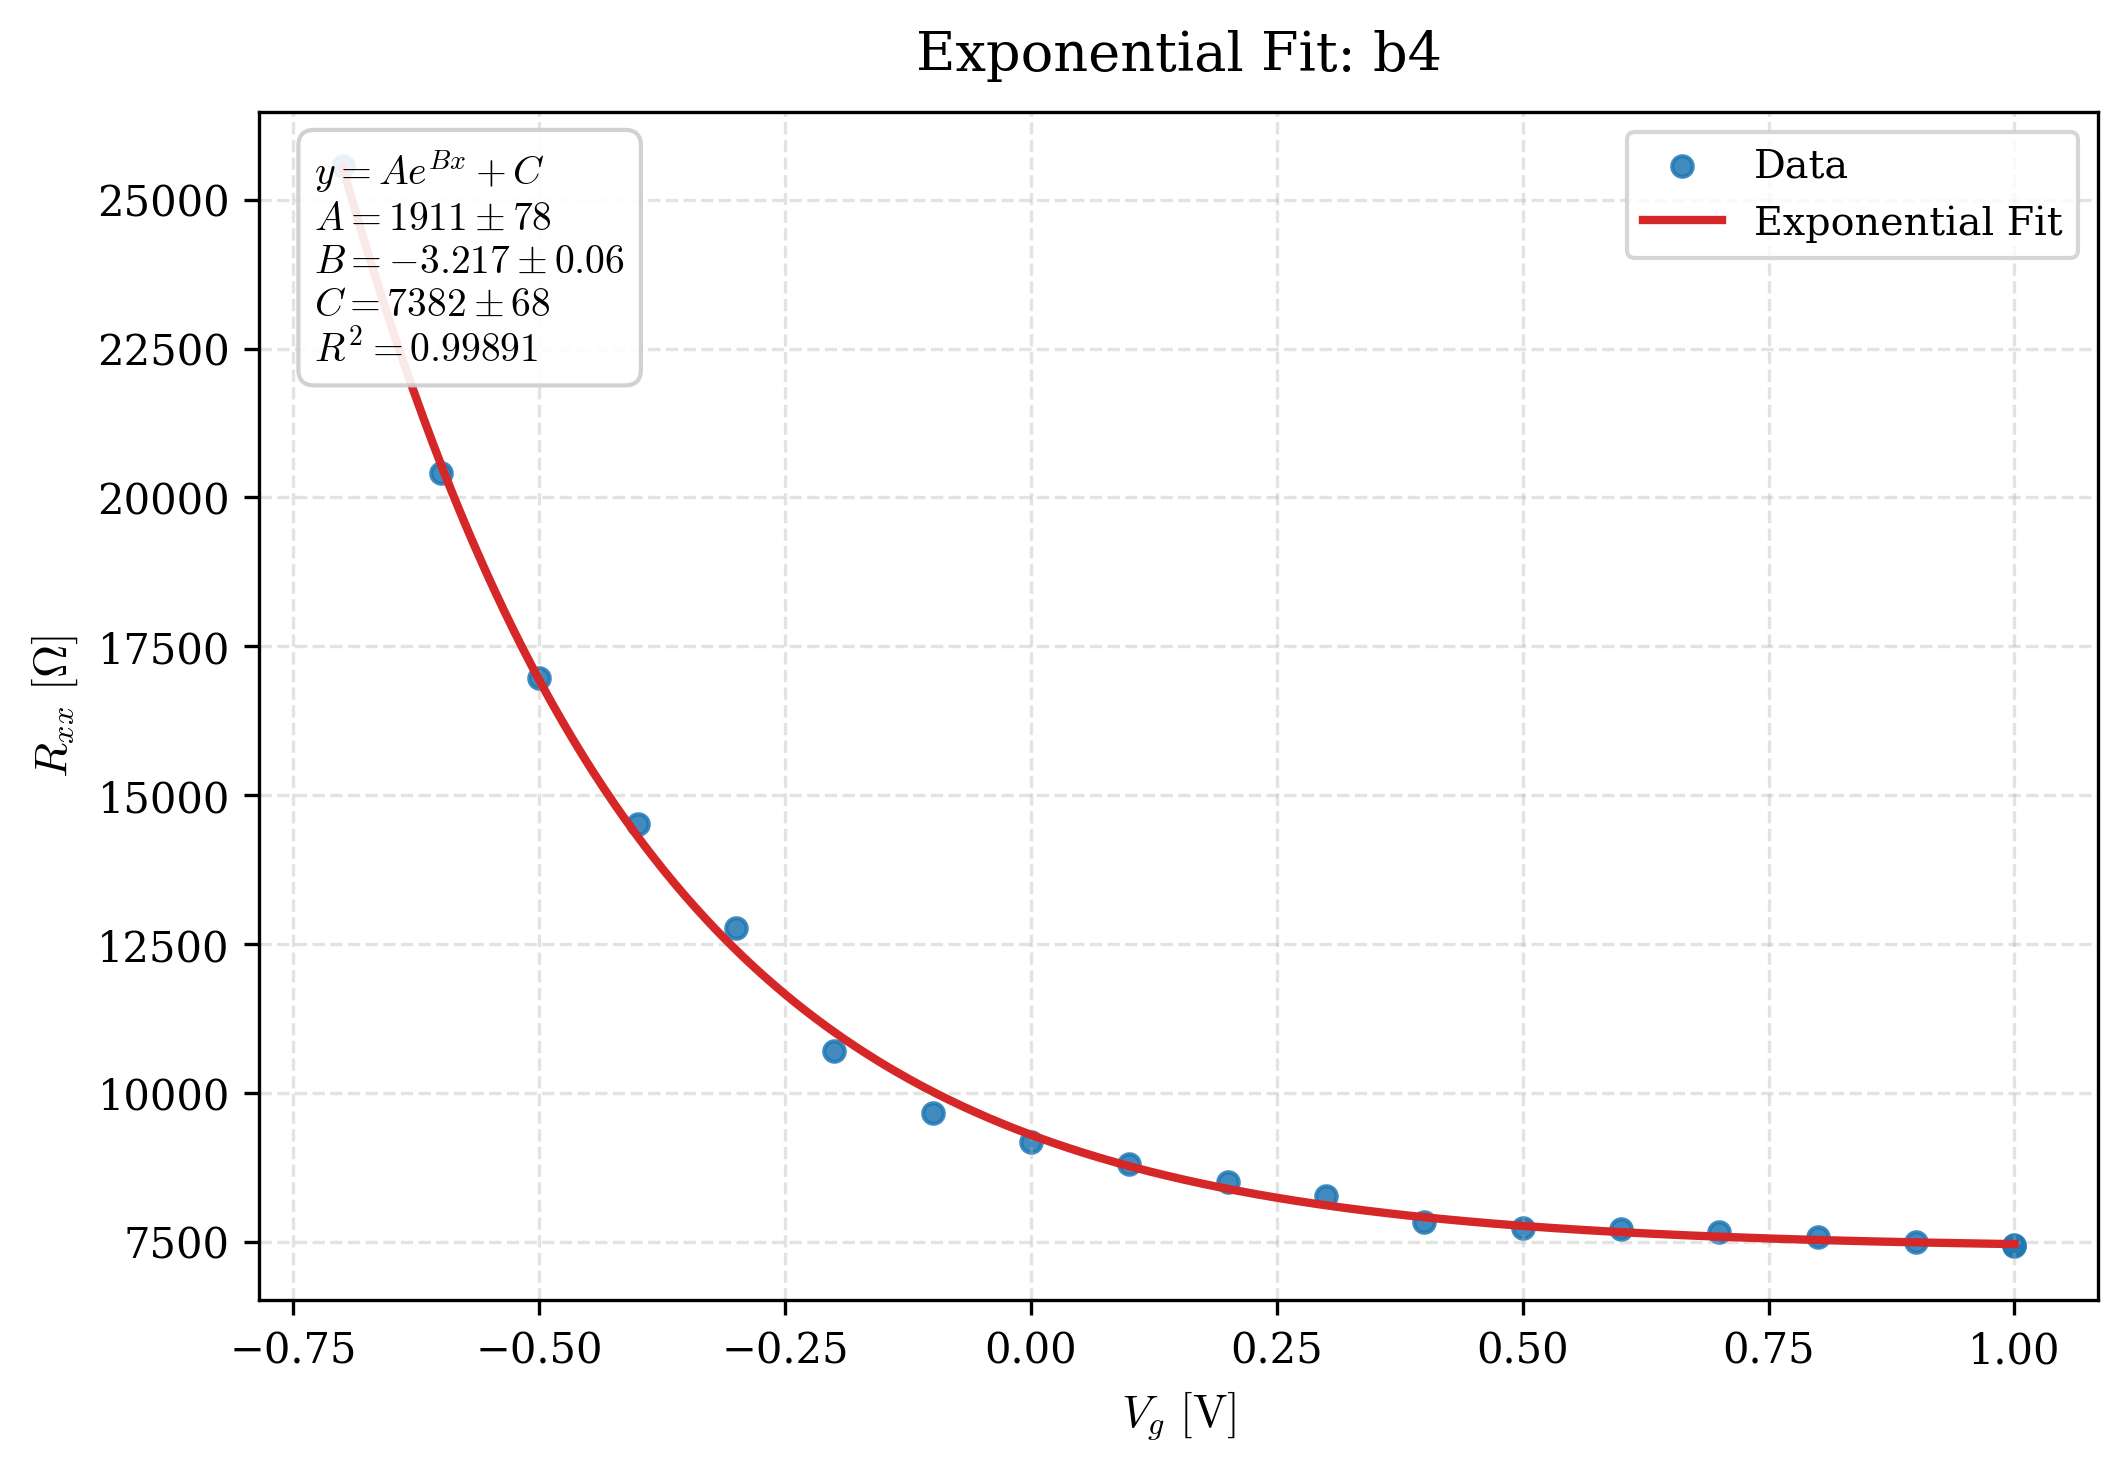 Exponential Fit: b4
y = Ae^{Bx} + C
A = 1911 ± 78
B = −3.217 ± 0.06
C = 7382 ± 68
R² = 0.99891
Data
Exponential Fit
25000
22500
20000
17500
15000
12500
10000
7500
R_{xx} [Ω]
−0.75 −0.50 −0.25 0.00 0.25 0.50 0.75 1.00
V_g [V]